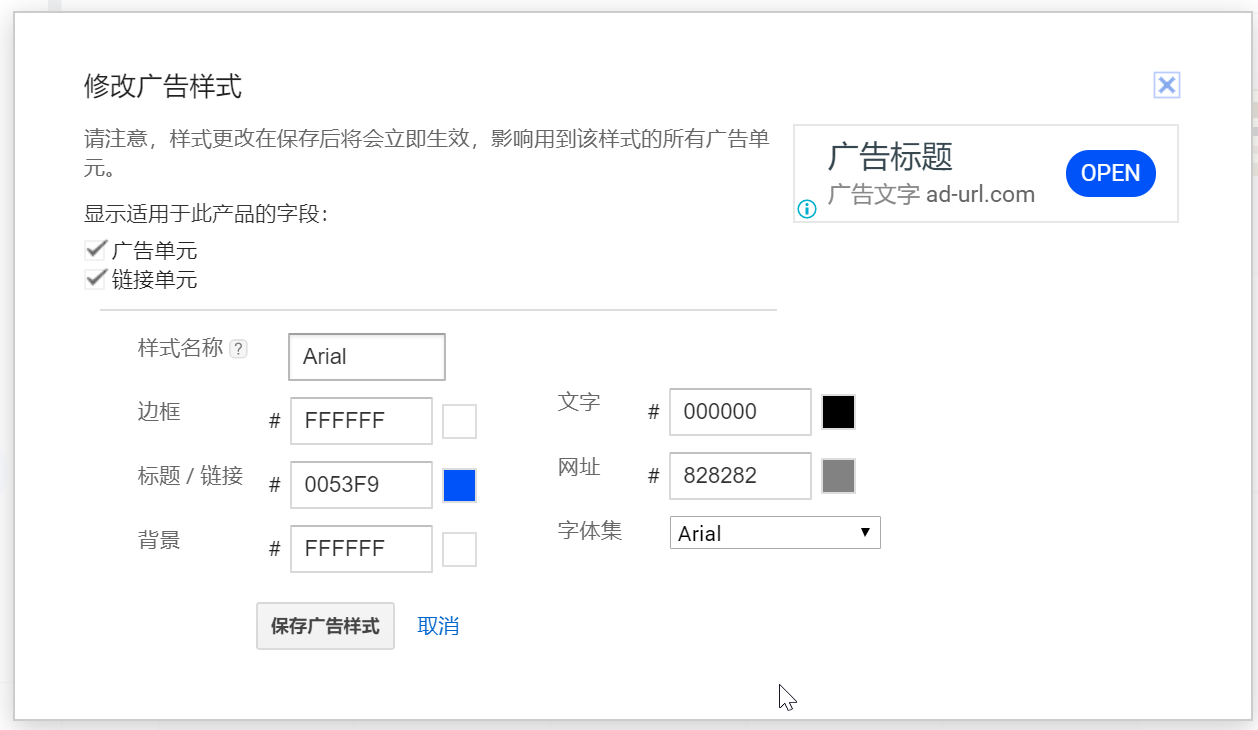 修改广告样式
请注意，样式更改在保存后将会立即生效，影响用到该样式的所有广告单
元。
显示适用于此产品的字段：
广告单元
链接单元
广告标题
广告文字 ad-url.com
OPEN
样式名称 ? Arial
边框 # FFFFFF
文字 # 000000
标题 / 链接 # 0053F9
网址 # 828282
背景 # FFFFFF
字体集 Arial
保存广告样式 取消